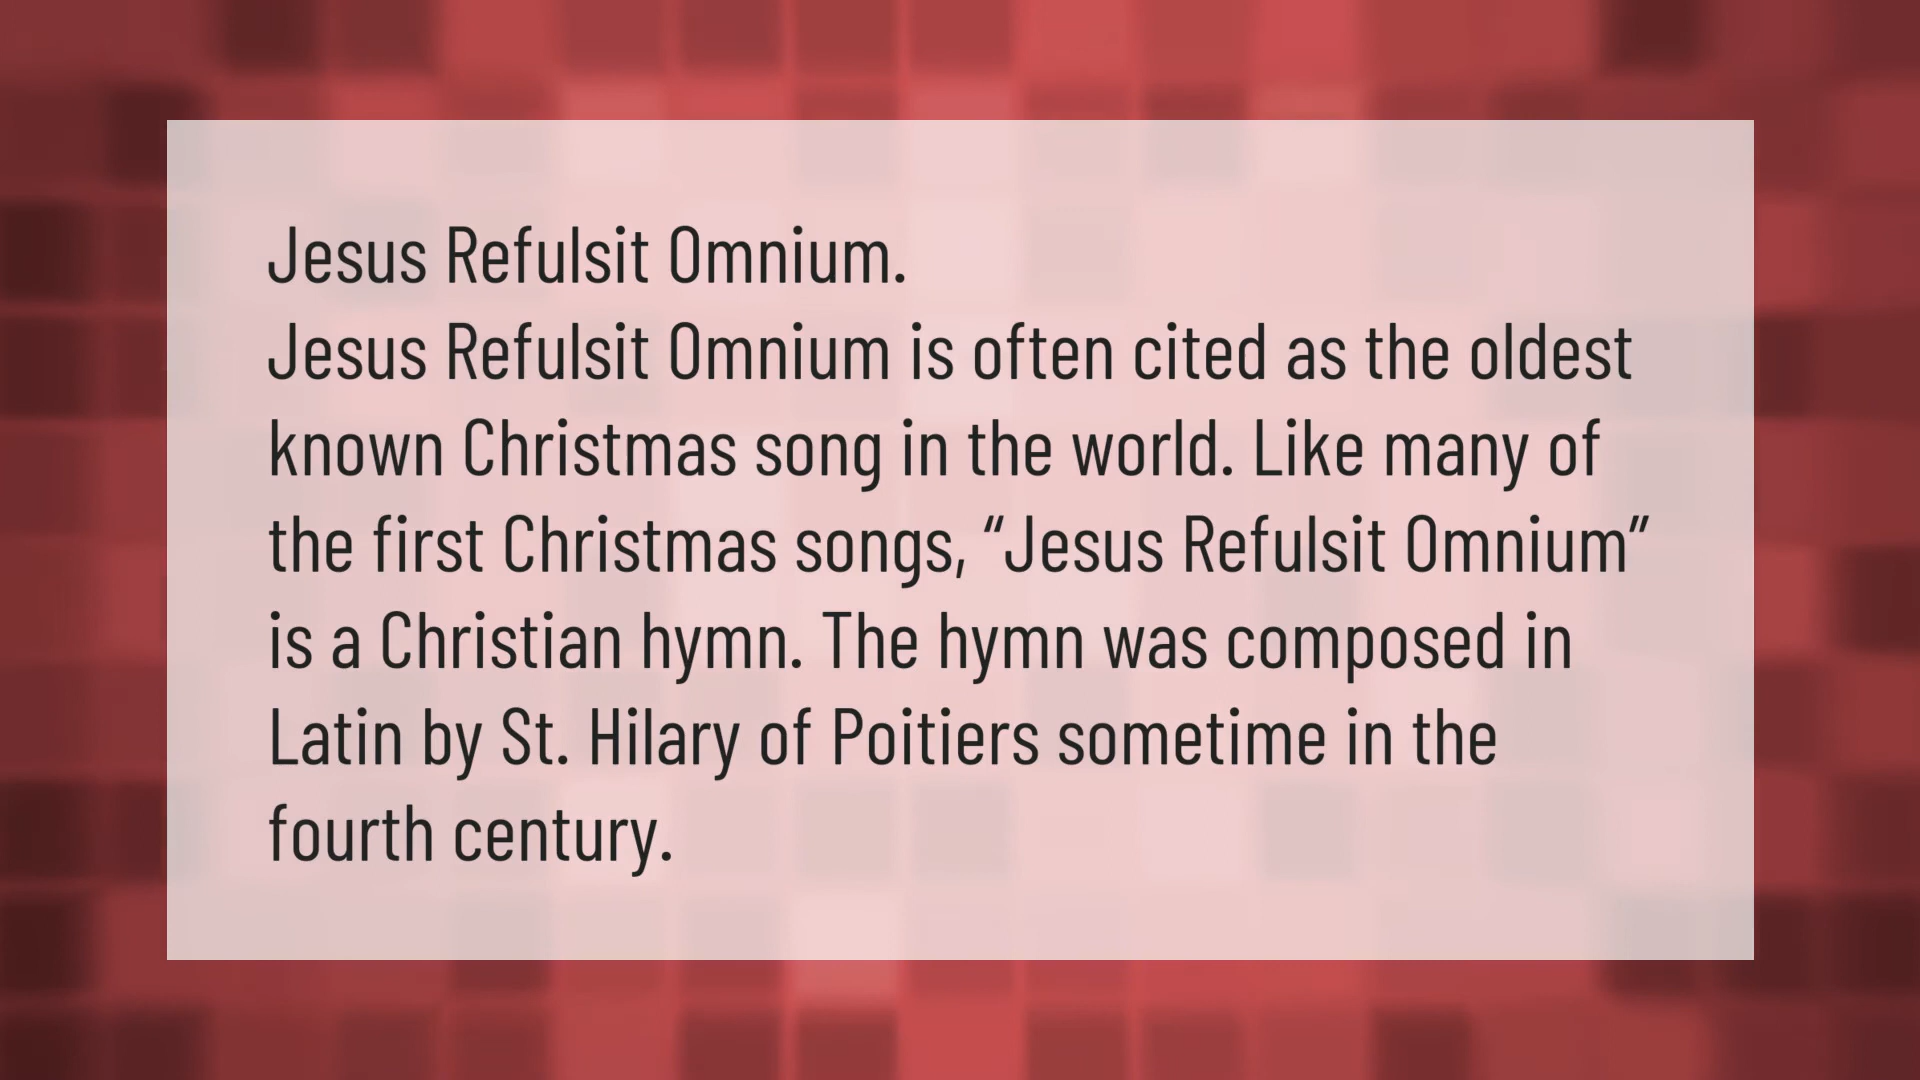 Jesus Refulsit Omnium.
Jesus Refulsit Omnium is often cited as the oldest
known Christmas song in the world. Like many of
the first Christmas songs, “Jesus Refulsit Omnium”
is a Christian hymn. The hymn was composed in
Latin by St. Hilary of Poitiers sometime in the
fourth century.